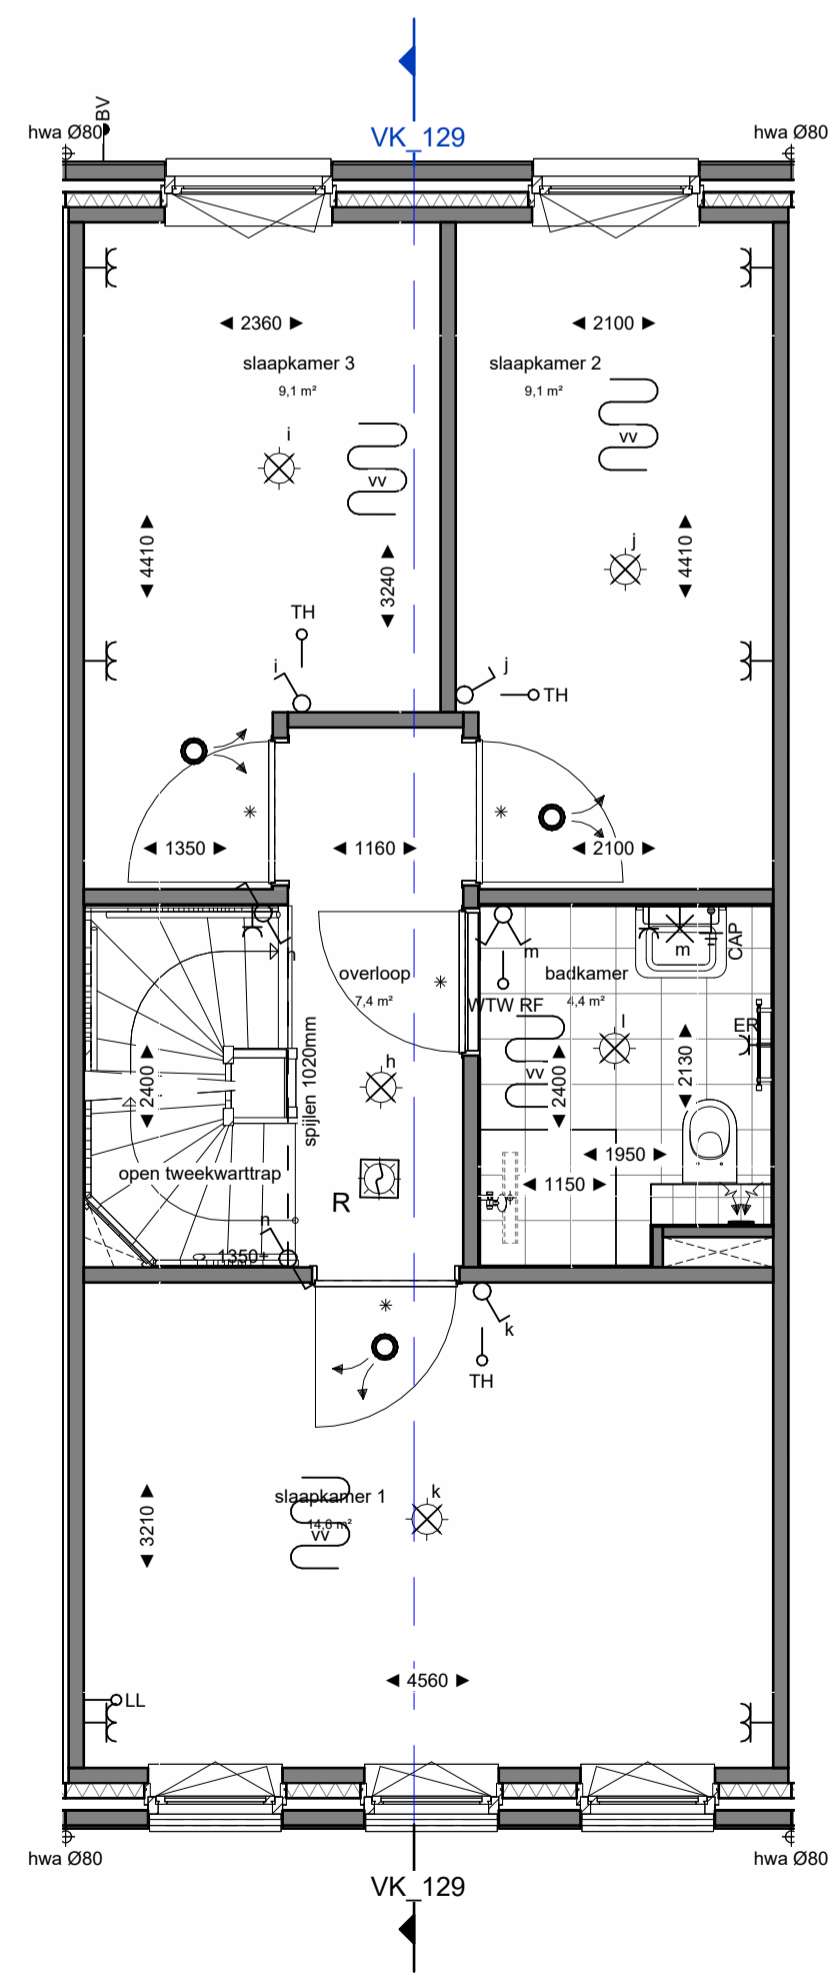 BV
hwa Ø80
VK_129
hwa Ø80
2360
2100
slaapkamer 3
9,1 m²
slaapkamer 2
9,1 m²
i
vv
vv
j
4410
3240
4410
TH
i
j
TH
1350
1160
2100
m
m
CAP
overloop
7,4 m²
badkamer
4,4 m²
WTW RF
l
ER
h
vv
2400
spijlen 1020mm
2400
2130
open tweekwarttrap
1950
1150
R
n
1350+
k
TH
slaapkamer 1
14,6 m²
vv
k
3210
4560
LL
hwa Ø80
VK_129
hwa Ø80